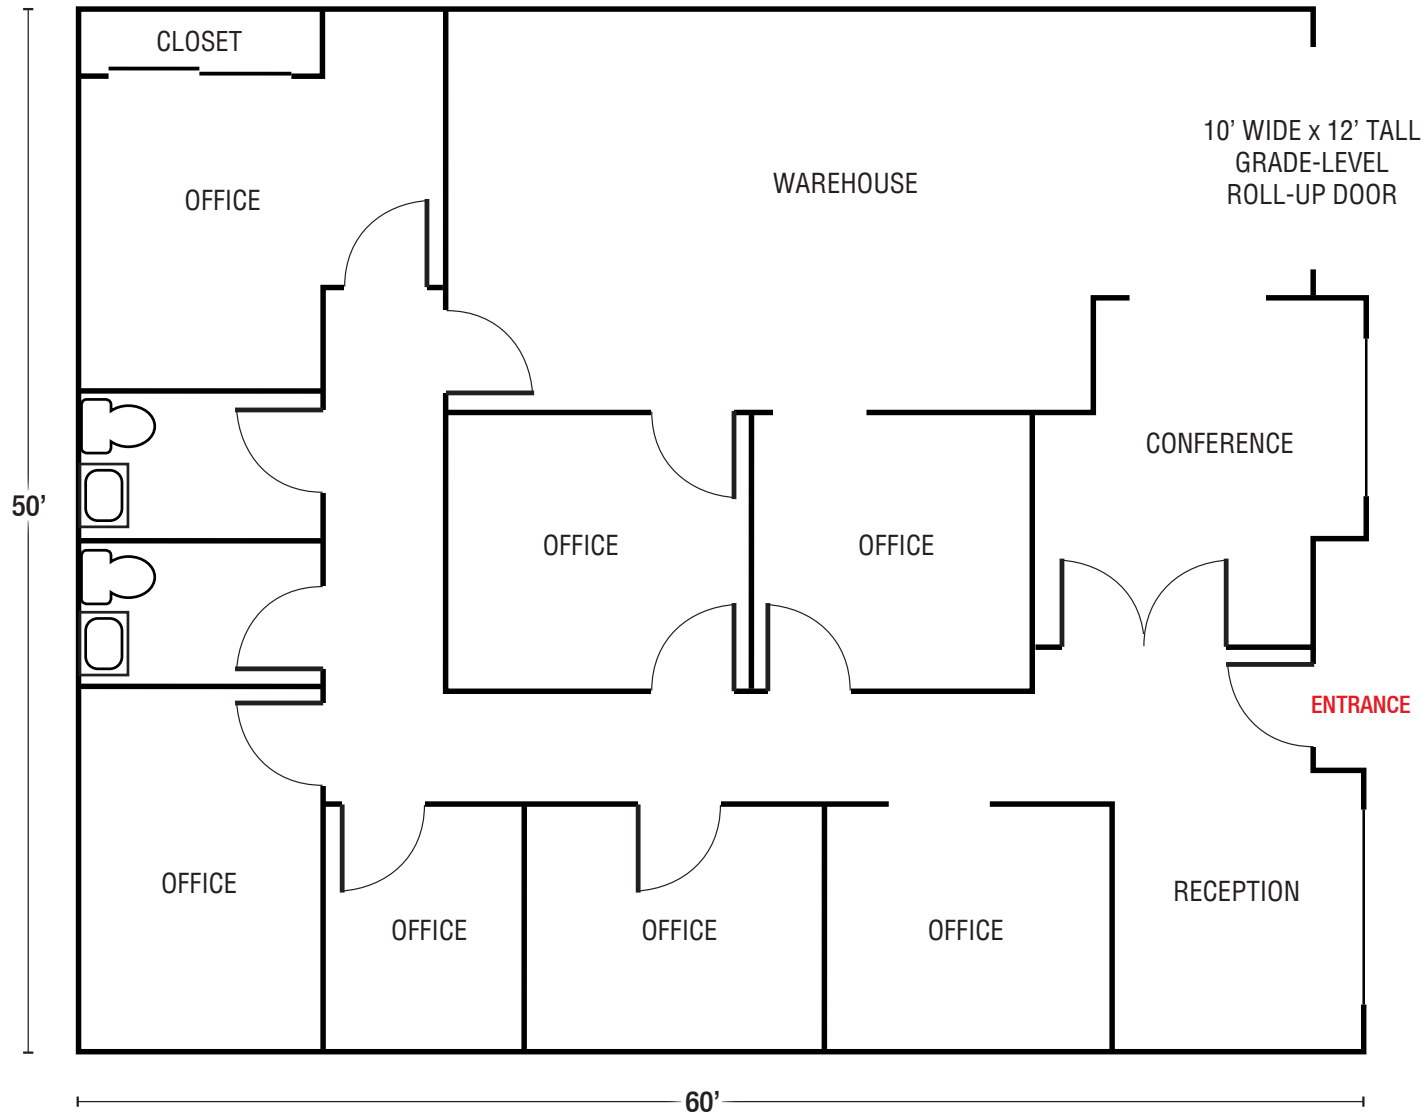 CLOSET
10’ WIDE x 12’ TALL
GRADE-LEVEL
ROLL-UP DOOR
WAREHOUSE
OFFICE
CONFERENCE
50’
OFFICE
OFFICE
ENTRANCE
OFFICE
RECEPTION
OFFICE
OFFICE
OFFICE
60’